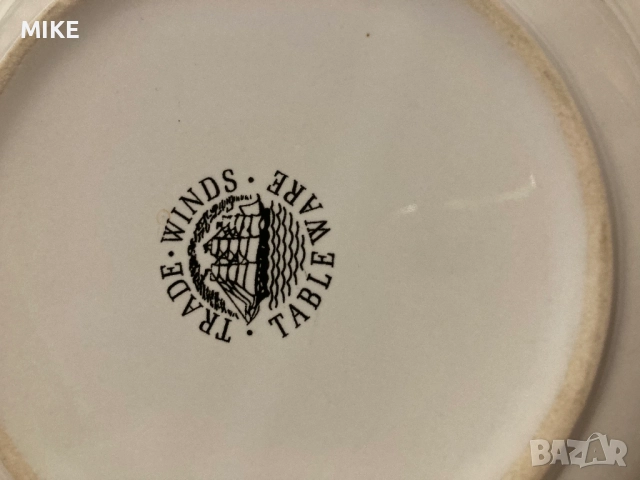 MIKE
TRADE · WINDS · TABLE WARE ·
BAZAR